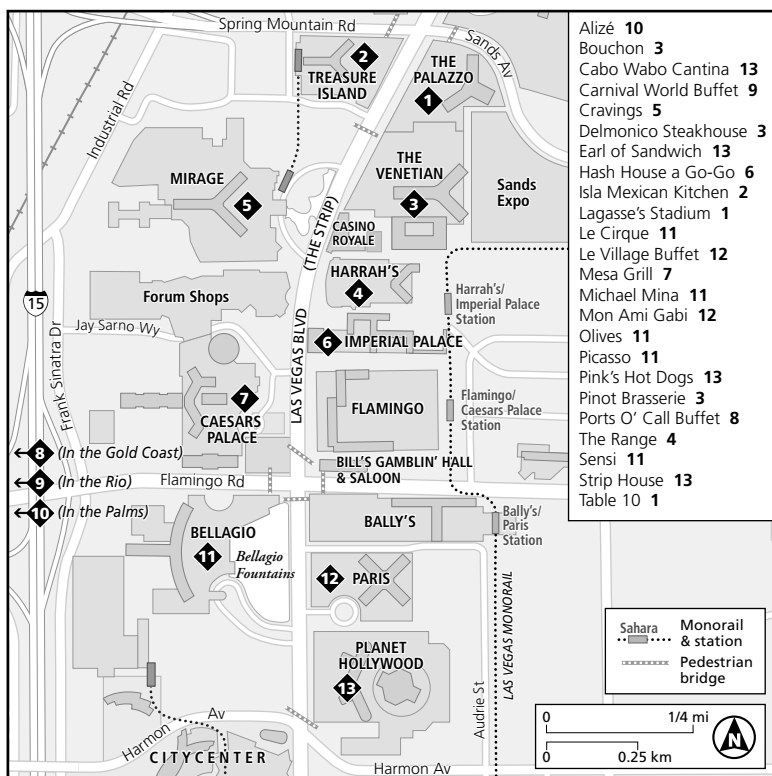 Spring Mountain Rd
Sands Av
Industrial Rd
2
TREASURE
ISLAND
THE
PALAZZO
1
MIRAGE
5
THE
VENETIAN
3
Sands
Expo
(THE STRIP)
LAS VEGAS BLVD
CASINO
ROYALE
HARRAH'S
4
Harrah's/
Imperial Palace
Station
Forum Shops
15
Jay Sarno Wy
Frank Sinatra Dr
6
IMPERIAL PALACE
7
CAESARS
PALACE
FLAMINGO
Flamingo/
Caesars Palace
Station
8 (In the Gold Coast)
9 (In the Rio)
10 (In the Palms)
Flamingo Rd
BILL'S GAMBLIN' HALL
& SALOON
BELLAGIO
11
Bellagio
Fountains
BALLY'S
Bally's/
Paris
Station
12
PARIS
LAS VEGAS MONORAIL
PLANET
HOLLYWOOD
13
Audrie St
Harmon Av
CITYCENTER
Harmon Av
Alizé 10
Bouchon 3
Cabo Wabo Cantina 13
Carnival World Buffet 9
Cravings 5
Delmonico Steakhouse 3
Earl of Sandwich 13
Hash House a Go-Go 6
Isla Mexican Kitchen 2
Lagasse's Stadium 1
Le Cirque 11
Le Village Buffet 12
Mesa Grill 7
Michael Mina 11
Mon Ami Gabi 12
Olives 11
Picasso 11
Pink's Hot Dogs 13
Pinot Brasserie 3
Ports O' Call Buffet 8
The Range 4
Sensi 11
Strip House 13
Table 10 1
Sahara
Monorail
& station
Pedestrian
bridge
0 1/4 mi
0 0.25 km
N